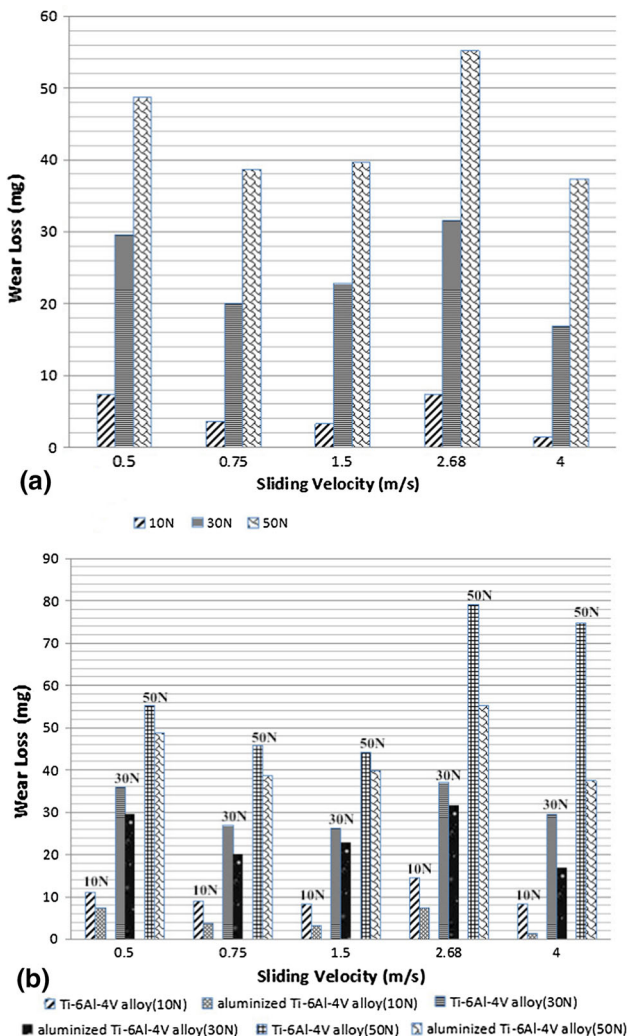 60
50
40
30
20
10
0
Wear Loss (mg)
0.5 0.75 1.5 2.68 4
Sliding Velocity (m/s)
(a)
10N 30N 50N
90
80
70
60
50
40
30
20
10
0
Wear Loss (mg)
10N 30N 50N 10N 30N 50N 10N 30N 50N 10N 30N 50N 10N 30N 50N
0.5 0.75 1.5 2.68 4
Sliding Velocity (m/s)
(b)
Ti-6Al-4V alloy(10N) aluminized Ti-6Al-4V alloy(10N) Ti-6Al-4V alloy(30N)
aluminized Ti-6Al-4V alloy(30N) Ti-6Al-4V alloy(50N) aluminized Ti-6Al-4V alloy(50N)